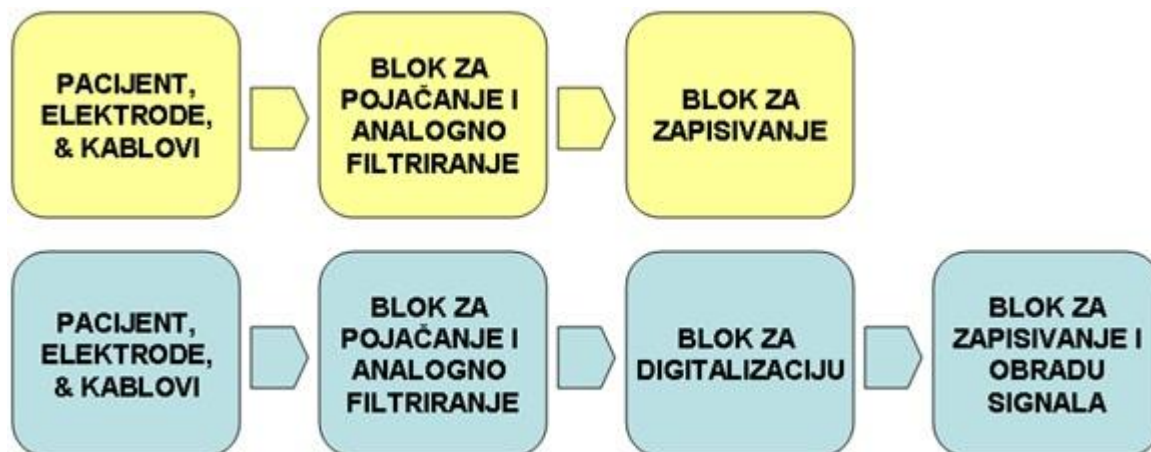 PACIJENT,
ELEKTRODE,
& KABLOVI
BLOK ZA
POJAČANJE I
ANALOGNO
FILTRIRANJE
BLOK ZA
ZAPISIVANJE
PACIJENT,
ELEKTRODE,
& KABLOVI
BLOK ZA
POJAČANJE I
ANALOGNO
FILTRIRANJE
BLOK ZA
DIGITALIZACIJU
BLOK ZA
ZAPISIVANJE I
OBRADU
SIGNALA